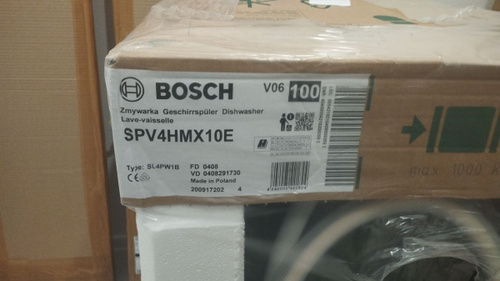 BOSCH
V06 100
Zmywarka Geschirrspüler Dishwasher
Lave-vaisselle
SPV4HMX10E
Type: SL4PW1B
FD 0408
VD 0408291730
Made in Poland
200917202 4
max 1000 K